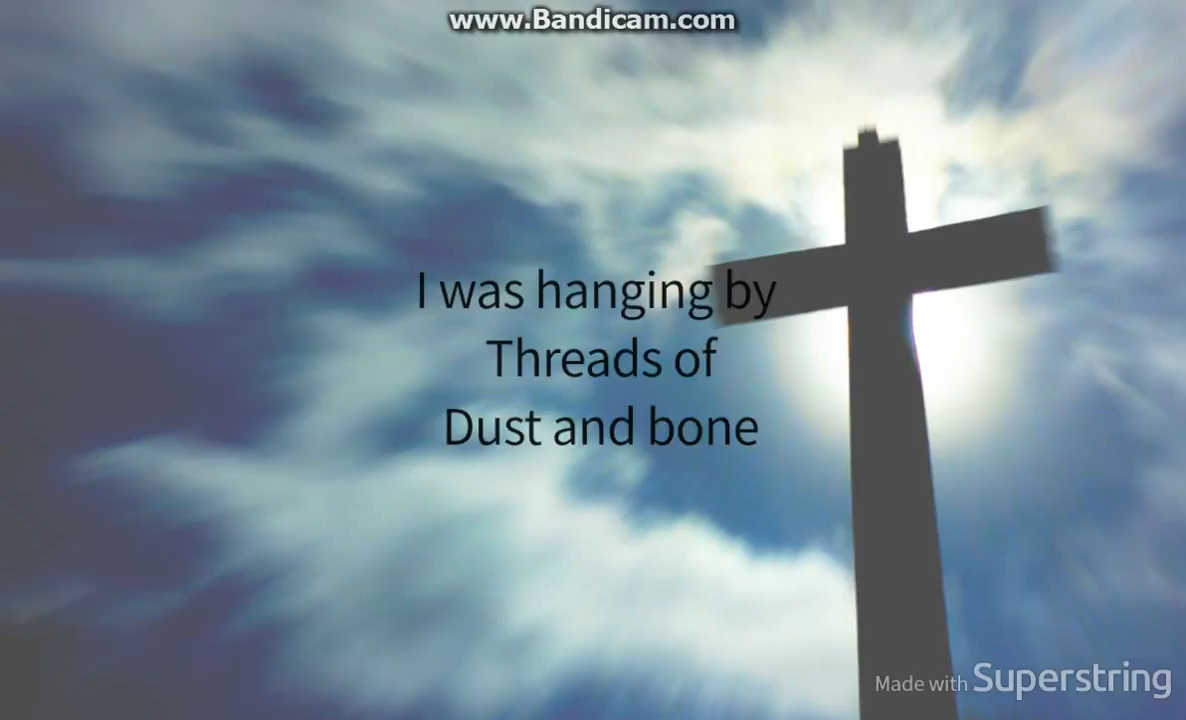 www.Bandicam.com
I was hanging by
Threads of
Dust and bone
Made with Superstring